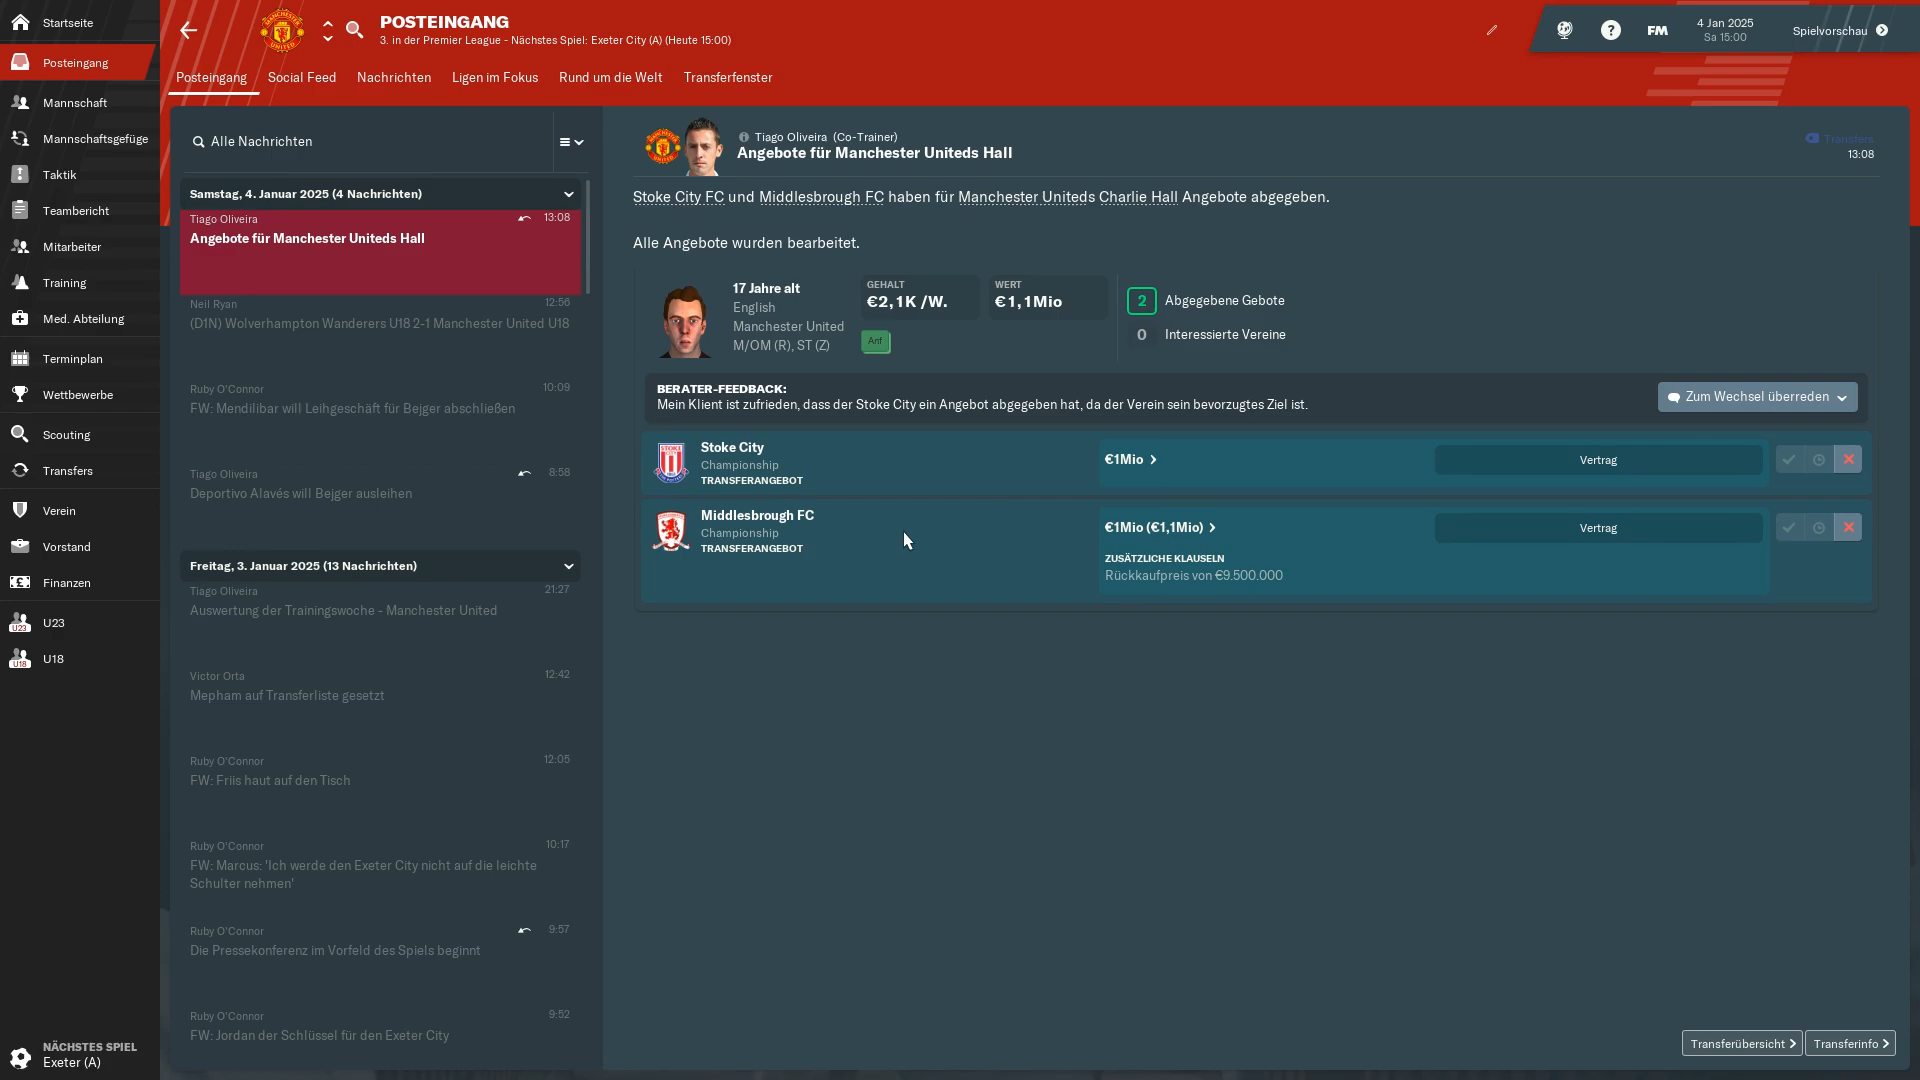 Startseite
Posteingang
Mannschaft
Mannschaftsgefüge
Taktik
Teambericht
Mitarbeiter
Training
Med. Abteilung
Terminplan
Wettbewerbe
Scouting
Transfers
Verein
Vorstand
Finanzen
U23
U23
U18
U18
NÄCHSTES SPIEL
Exeter (A)
POSTEINGANG
3. in der Premier League - Nächstes Spiel: Exeter City (A) (Heute 15:00)
FM
4 Jan 2025
Sa 15:00
Spielvorschau
Posteingang
Social Feed
Nachrichten
Ligen im Fokus
Rund um die Welt
Transferfenster
Alle Nachrichten
Samstag, 4. Januar 2025 (4 Nachrichten)
Tiago Oliveira 13:08
Angebote für Manchester Uniteds Hall
Neil Ryan 12:56
(D1N) Wolverhampton Wanderers U18 2-1 Manchester United U18
Ruby O'Connor 10:09
FW: Mendilibar will Leihgeschäft für Bejger abschließen
Tiago Oliveira 8:58
Deportivo Alavés will Bejger ausleihen
Freitag, 3. Januar 2025 (13 Nachrichten)
Tiago Oliveira 21:27
Auswertung der Trainingswoche - Manchester United
Victor Orta 12:42
Mepham auf Transferliste gesetzt
Ruby O'Connor 12:05
FW: Friis haut auf den Tisch
Ruby O'Connor 10:17
FW: Marcus: 'Ich werde den Exeter City nicht auf die leichte
Schulter nehmen'
Ruby O'Connor 9:57
Die Pressekonferenz im Vorfeld des Spiels beginnt
Ruby O'Connor 9:52
FW: Jordan der Schlüssel für den Exeter City
Tiago Oliveira (Co-Trainer)
Angebote für Manchester Uniteds Hall
Transfers
13:08
Stoke City FC und Middlesbrough FC haben für Manchester Uniteds Charlie Hall Angebote abgegeben.
Alle Angebote wurden bearbeitet.
17 Jahre alt
English
Manchester United
M/OM (R), ST (Z)
GEHALT
€2,1K /W.
WERT
€1,1Mio
Anf
2 Abgegebene Gebote
0 Interessierte Vereine
BERATER-FEEDBACK:
Mein Klient ist zufrieden, dass der Stoke City ein Angebot abgegeben hat, da der Verein sein bevorzugtes Ziel ist.
Zum Wechsel überreden
Stoke City
Championship
TRANSFERANGEBOT
€1Mio
Vertrag
Middlesbrough FC
Championship
TRANSFERANGEBOT
€1Mio (€1,1Mio)
Vertrag
ZUSÄTZLICHE KLAUSELN
Rückkaufpreis von €9.500.000
Transferübersicht
Transferinfo